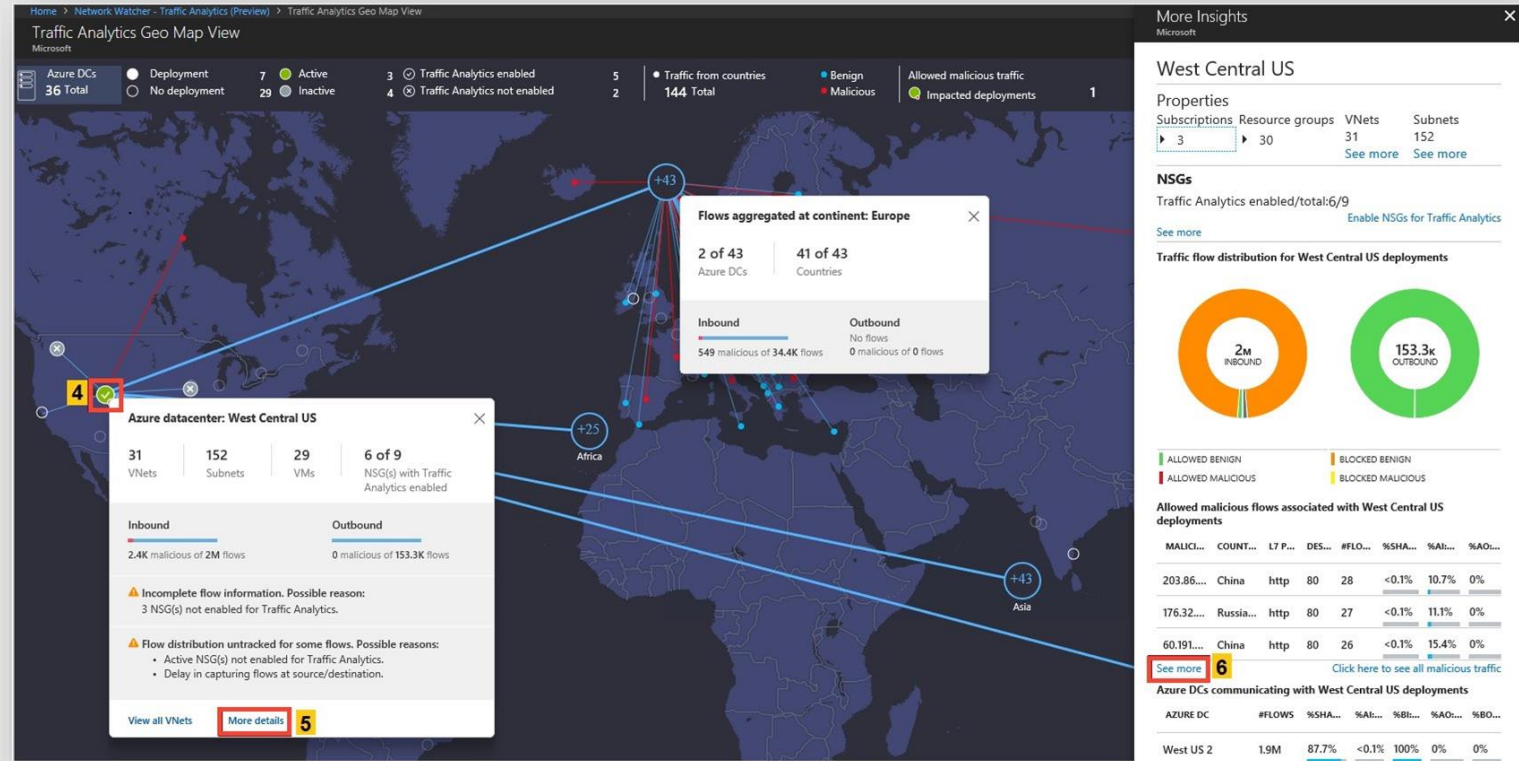 Home > Network Watcher - Traffic Analytics (Preview) > Traffic Analytics Geo Map View
Traffic Analytics Geo Map View
Microsoft
Azure DCs
36 Total
Deployment 7
No deployment 29
Active 3
Inactive 4
Traffic Analytics enabled 5
Traffic Analytics not enabled 2
Traffic from countries
144 Total
Benign
Malicious
Allowed malicious traffic
Impacted deployments 1
+43
Flows aggregated at continent: Europe
2 of 43
Azure DCs
41 of 43
Countries
Inbound
549 malicious of 34.4K flows
Outbound
No flows
0 malicious of 0 flows
4
Azure datacenter: West Central US
31
VNets
152
Subnets
29
VMs
6 of 9
NSG(s) with Traffic
Analytics enabled
Inbound
2.4K malicious of 2M flows
Outbound
0 malicious of 153.3K flows
Incomplete flow information. Possible reason:
3 NSG(s) not enabled for Traffic Analytics.
Flow distribution untracked for some flows. Possible reasons:
• Active NSG(s) not enabled for Traffic Analytics.
• Delay in capturing flows at source/destination.
View all VNets
More details
5
+25
Africa
+43
Asia
More Insights
Microsoft
West Central US
Properties
Subscriptions Resource groups VNets Subnets
3 30 31 152
See more See more
NSGs
Traffic Analytics enabled/total:6/9
Enable NSGs for Traffic Analytics
See more
Traffic flow distribution for West Central US deployments
2M
INBOUND
153.3K
OUTBOUND
ALLOWED BENIGN
BLOCKED BENIGN
ALLOWED MALICIOUS
BLOCKED MALICIOUS
Allowed malicious flows associated with West Central US
deployments
MALICI... COUNT... L7 P... DES... #FLO... %SHA... %AI:... %AO:...
203.86.... China http 80 28 <0.1% 10.7% 0%
176.32.... Russia... http 80 27 <0.1% 11.1% 0%
60.191.... China http 80 26 <0.1% 15.4% 0%
See more
6
Click here to see all malicious traffic
Azure DCs communicating with West Central US deployments
AZURE DC #FLOWS %SHA... %AI:... %BI:... %AO:... %BO...
West US 2 1.9M 87.7% <0.1% 100% 0% 0%